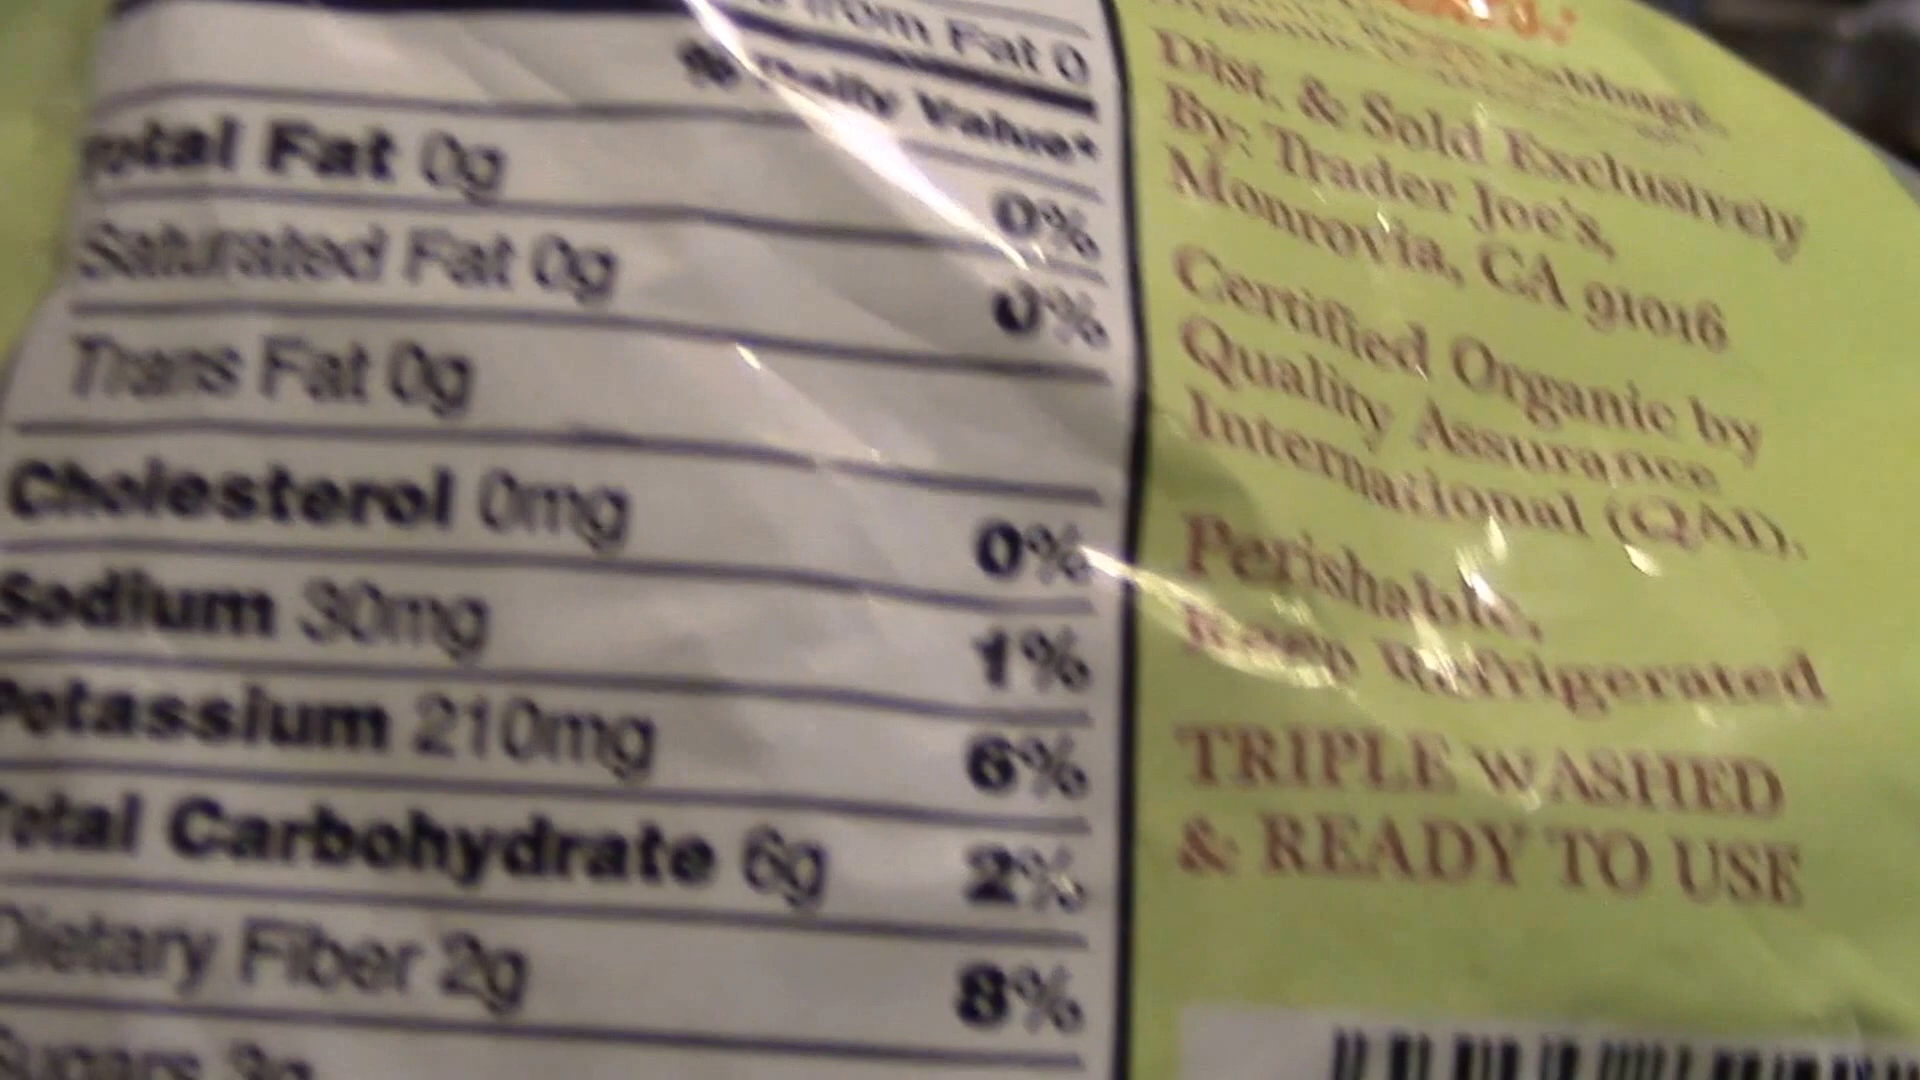 from Fat 0
% Daily Value*
Total Fat 0g 0%
Saturated Fat 0g 0%
Trans Fat 0g
Cholesterol 0mg 0%
Sodium 30mg 1%
Potassium 210mg 6%
Total Carbohydrate 6g 2%
Dietary Fiber 2g 8%
Sugars 3g
Cabbage.
Dist. & Sold Exclusively
By: Trader Joe's,
Monrovia, CA 91016
Certified Organic by
Quality Assurance
International (QAI).
Perishable,
Keep Refrigerated
TRIPLE WASHED
& READY TO USE